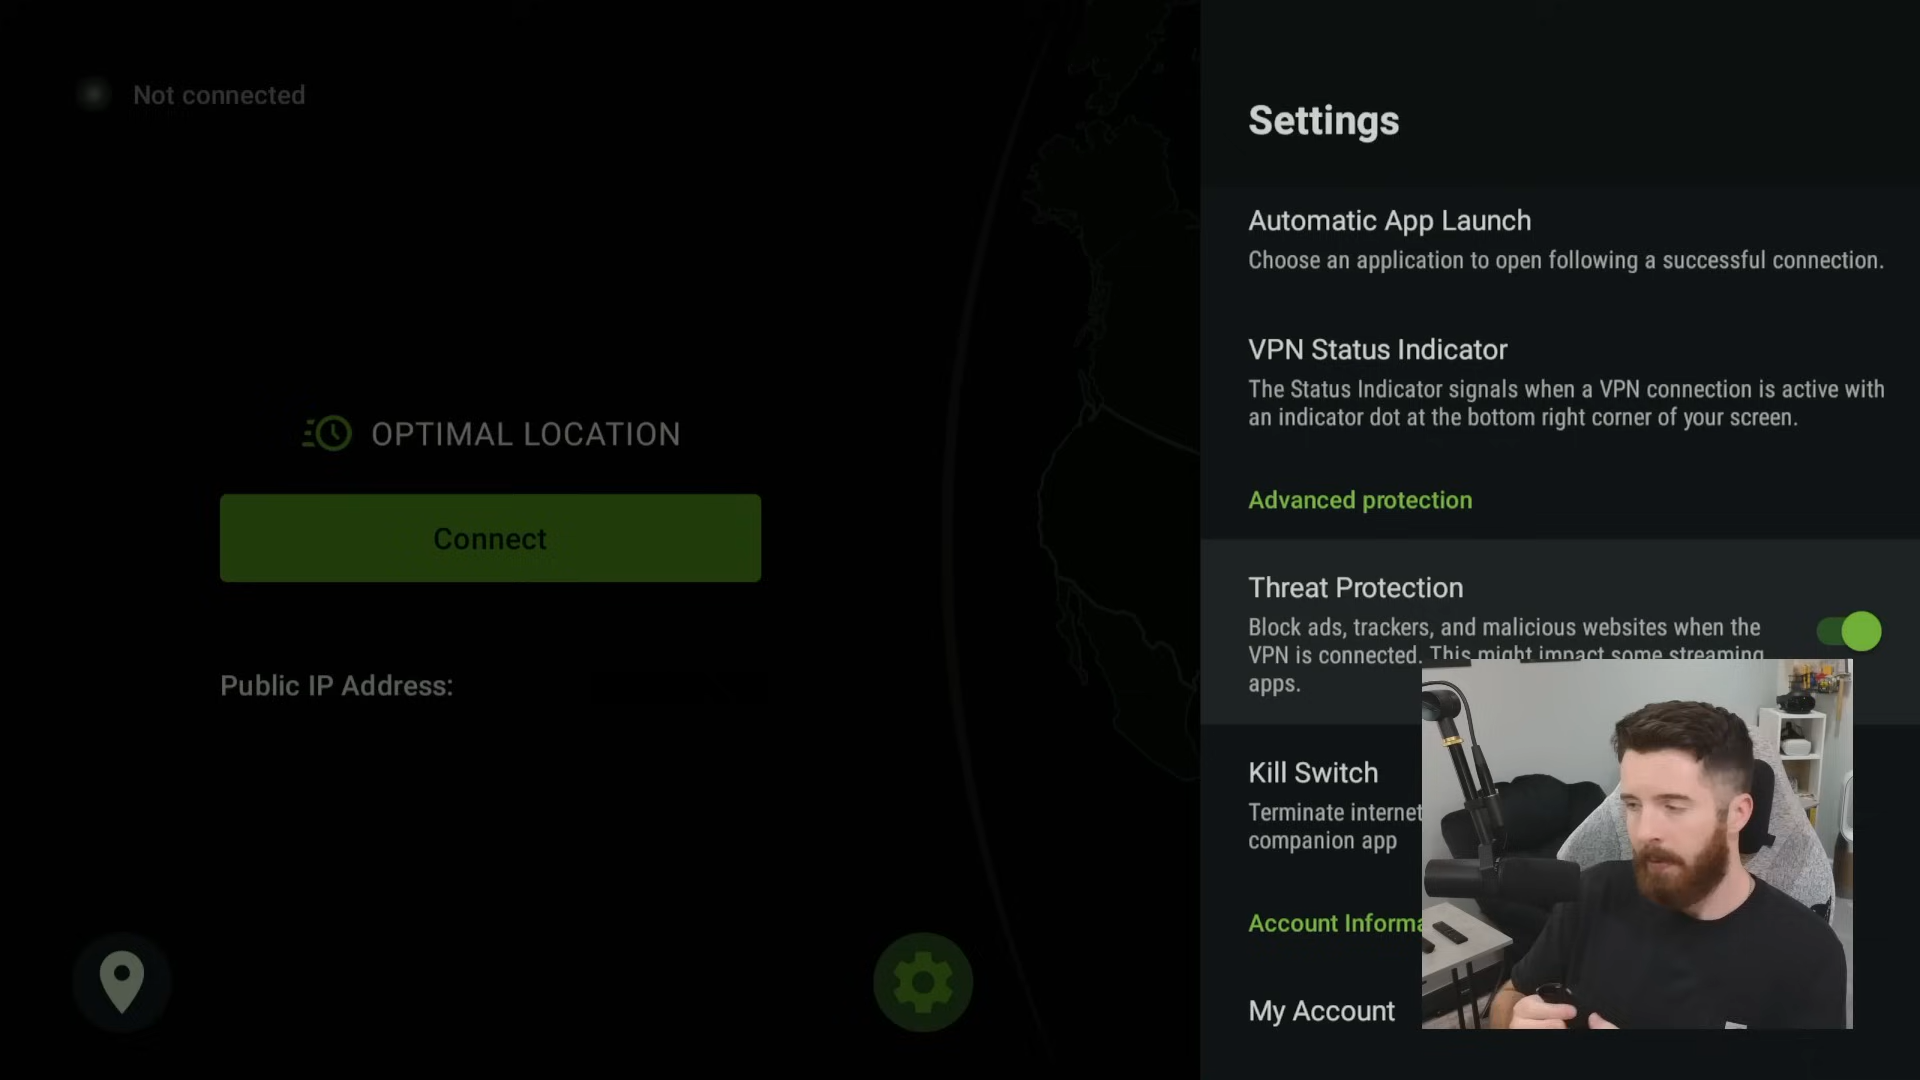 Not connected
OPTIMAL LOCATION
Connect
Public IP Address:
Settings
Automatic App Launch
Choose an application to open following a successful connection.
VPN Status Indicator
The Status Indicator signals when a VPN connection is active with
an indicator dot at the bottom right corner of your screen.
Advanced protection
Threat Protection
Block ads, trackers, and malicious websites when the
VPN is connected. This might impact some streaming
apps.
Kill Switch
Terminate internet
companion app
Account
My Account